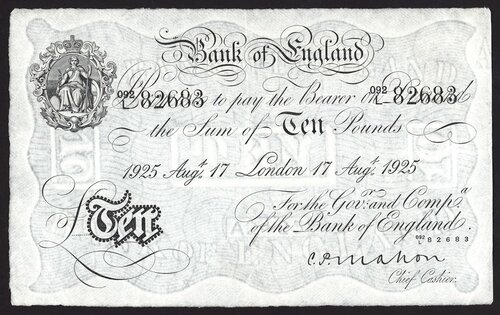 Bank of England
092/L 82683 092/L 82683
Promise to pay the Bearer on Demand
the Sum of Ten Pounds
1925 Augt. 17 London 17 Augt. 1925
For the Govr. and Compa.
of the Bank of England.
£Ten
092/L 82683
C.P. Mahon
Chief Cashier.